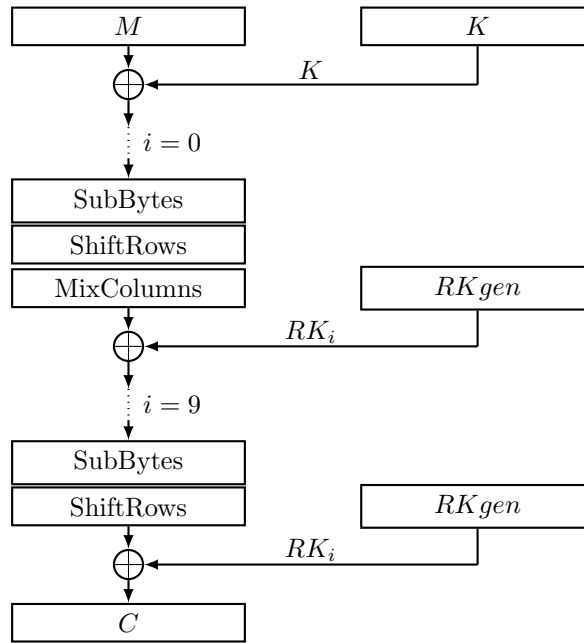 M K
K
i = 0
SubBytes
ShiftRows
MixColumns RKgen
RK_i
i = 9
SubBytes
ShiftRows RKgen
RK_i
C